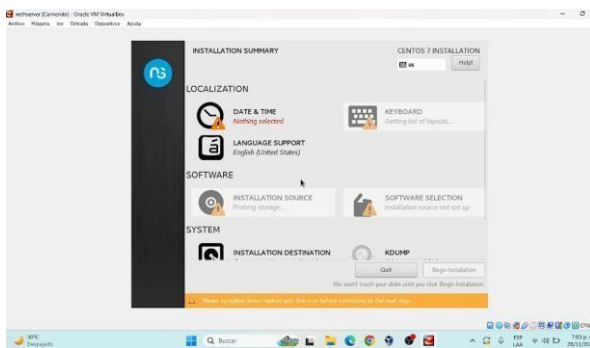 nethserver [Corriendo] - Oracle VM VirtualBox
Archivo Máquina Ver Entrada Dispositivos Ayuda
INSTALLATION SUMMARY
CENTOS 7 INSTALLATION
us
Help!
LOCALIZATION
DATE & TIME
Nothing selected
KEYBOARD
Getting list of layouts...
LANGUAGE SUPPORT
English (United States)
SOFTWARE
INSTALLATION SOURCE
Probing storage...
SOFTWARE SELECTION
Installation source not set up
SYSTEM
INSTALLATION DESTINATION
KDUMP
Quit
Begin Installation
We won't touch your disks until you click 'Begin Installation'.
Please complete items marked with this icon before continuing to the next step.
30°C
Despejado
Buscar
ESP
LAA